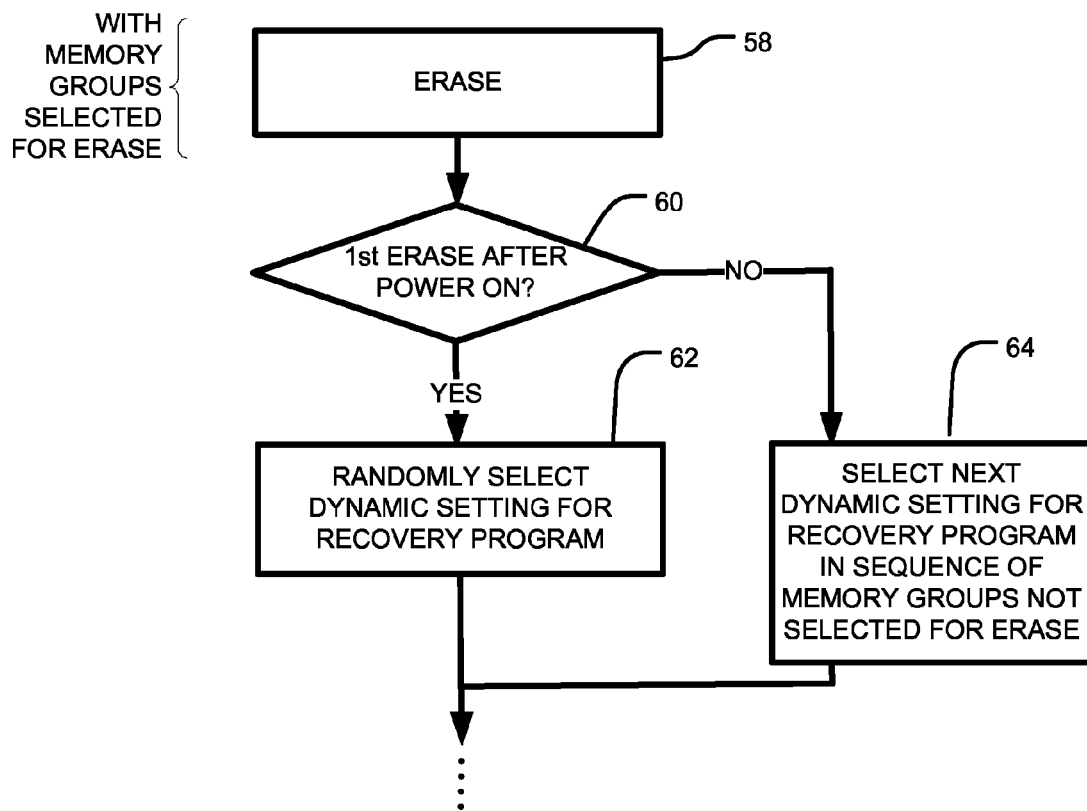 WITH
MEMORY
GROUPS
SELECTED
FOR ERASE
58
ERASE
60
1st ERASE AFTER
POWER ON?
NO
YES
62
64
RANDOMLY SELECT
DYNAMIC SETTING FOR
RECOVERY PROGRAM
SELECT NEXT
DYNAMIC SETTING FOR
RECOVERY PROGRAM
IN SEQUENCE OF
MEMORY GROUPS NOT
SELECTED FOR ERASE